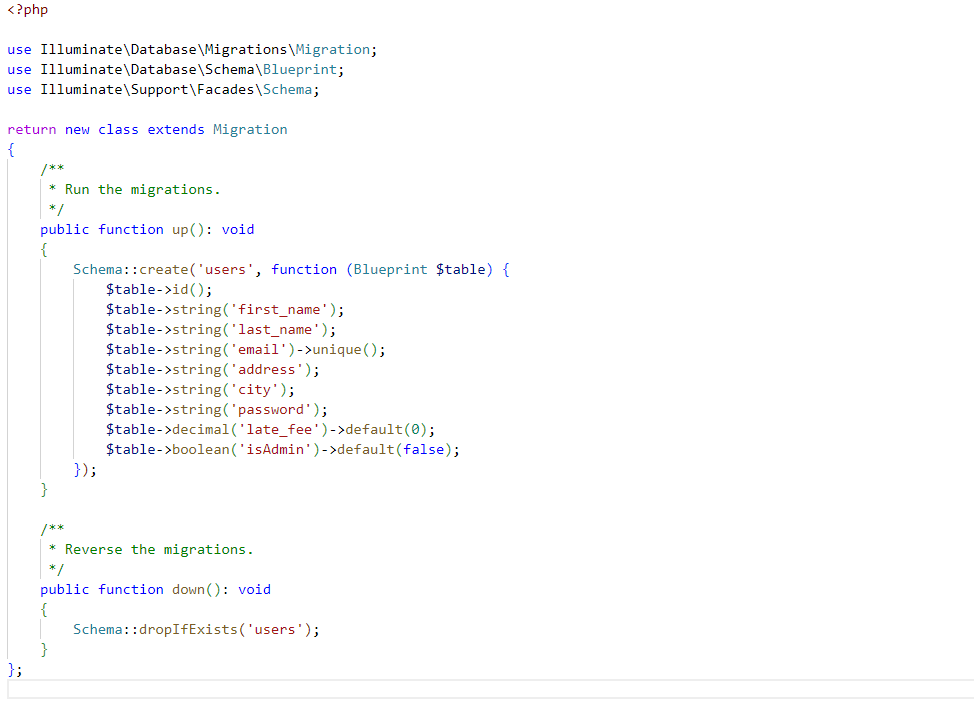 <?php

use Illuminate\Database\Migrations\Migration;
use Illuminate\Database\Schema\Blueprint;
use Illuminate\Support\Facades\Schema;

return new class extends Migration
{
    /**
     * Run the migrations.
     */
    public function up(): void
    {
        Schema::create('users', function (Blueprint $table) {
            $table->id();
            $table->string('first_name');
            $table->string('last_name');
            $table->string('email')->unique();
            $table->string('address');
            $table->string('city');
            $table->string('password');
            $table->decimal('late_fee')->default(0);
            $table->boolean('isAdmin')->default(false);
        });
    }

    /**
     * Reverse the migrations.
     */
    public function down(): void
    {
        Schema::dropIfExists('users');
    }
};